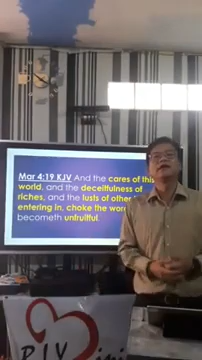 Mar 4:19 KJV And the cares of this
world, and the deceitfulness of
riches, and the lusts of other
entering in, choke the wor
becometh unfruitful